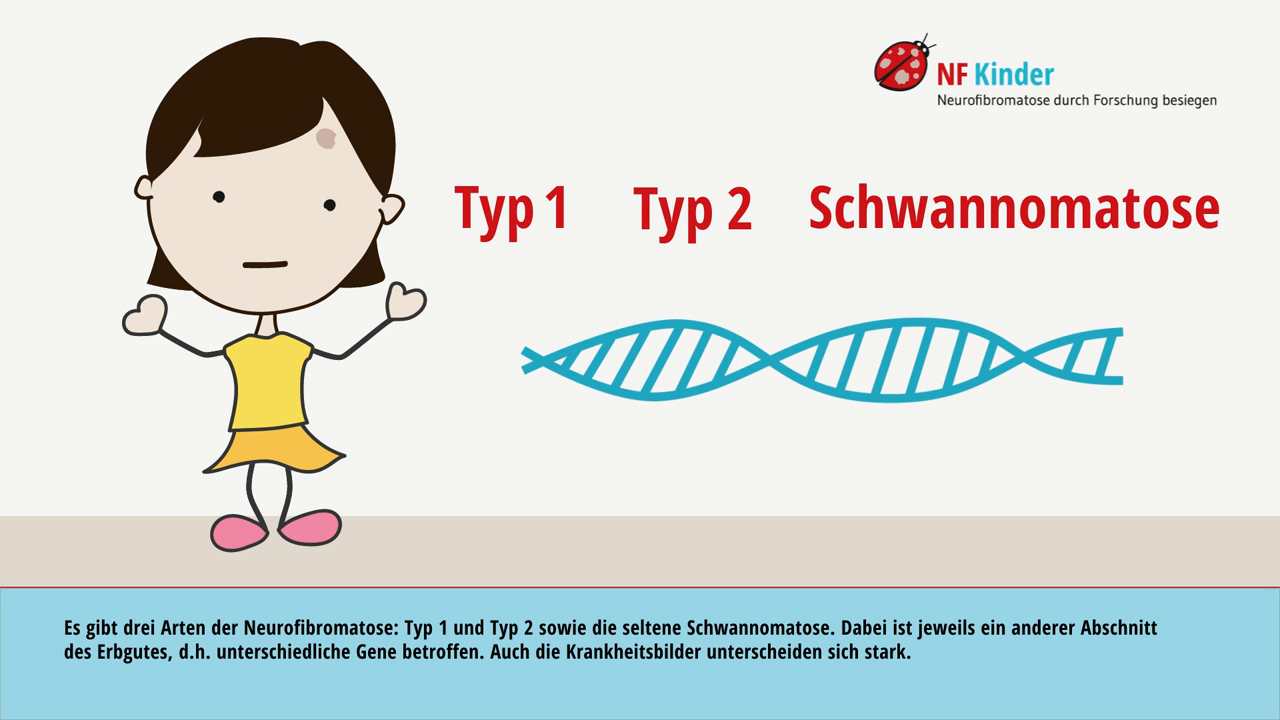 NF Kinder
Neurofibromatose durch Forschung besiegen
Typ 1 Typ 2 Schwannomatose
Es gibt drei Arten der Neurofibromatose: Typ 1 und Typ 2 sowie die seltene Schwannomatose. Dabei ist jeweils ein anderer Abschnitt
des Erbgutes, d.h. unterschiedliche Gene betroffen. Auch die Krankheitsbilder unterscheiden sich stark.